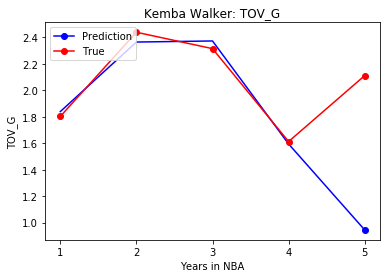 Kemba Walker: TOV_G
Prediction
True
TOV_G
2.4
2.2
2.0
1.8
1.6
1.4
1.2
1.0
1 2 3 4 5
Years in NBA